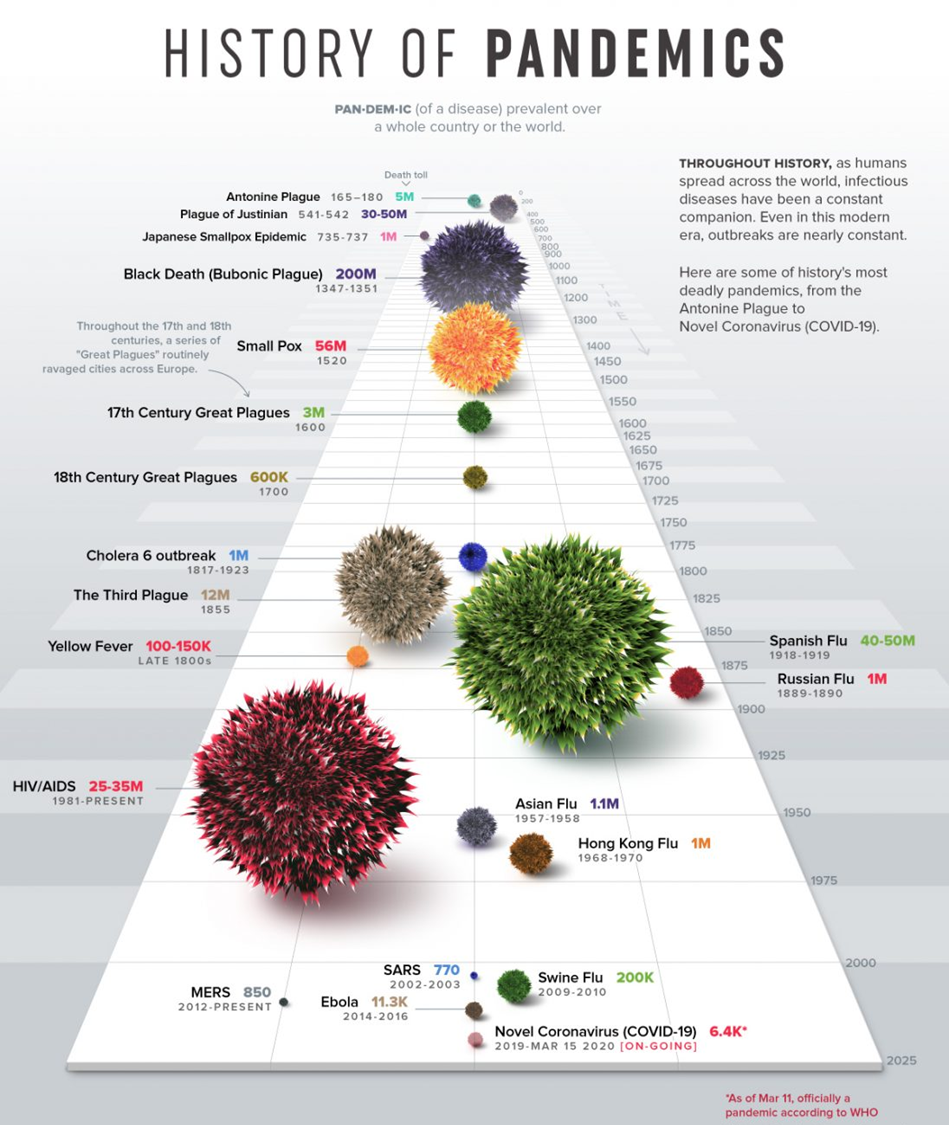 HISTORY OF PANDEMICS
PAN·DEM·IC (of a disease) prevalent over
a whole country or the world.
THROUGHOUT HISTORY, as humans
spread across the world, infectious
diseases have been a constant
companion. Even in this modern
era, outbreaks are nearly constant.
Here are some of history's most
deadly pandemics, from the
Antonine Plague to
Novel Coronavirus (COVID-19).
Death toll
Antonine Plague 165–180 5M
Plague of Justinian 541-542 30-50M
Japanese Smallpox Epidemic 735-737 1M
Black Death (Bubonic Plague) 200M
1347-1351
Throughout the 17th and 18th
centuries, a series of
"Great Plagues" routinely
ravaged cities across Europe.
Small Pox 56M
1520
17th Century Great Plagues 3M
1600
18th Century Great Plagues 600K
1700
Cholera 6 outbreak 1M
1817-1923
The Third Plague 12M
1855
Yellow Fever 100-150K
LATE 1800s
Spanish Flu 40-50M
1918-1919
Russian Flu 1M
1889-1890
HIV/AIDS 25-35M
1981-PRESENT
Asian Flu 1.1M
1957-1958
Hong Kong Flu 1M
1968-1970
SARS 770
2002-2003
Swine Flu 200K
2009-2010
MERS 850
2012-PRESENT
Ebola 11.3K
2014-2016
Novel Coronavirus (COVID-19) 6.4K*
2019-MAR 15 2020 [ON-GOING]
TIME
0
200
400
500
600
700
800
900
1000
1100
1200
1300
1400
1450
1500
1550
1600
1625
1650
1675
1700
1725
1750
1775
1800
1825
1850
1875
1900
1925
1950
1975
2000
2025
*As of Mar 11, officially a
pandemic according to WHO